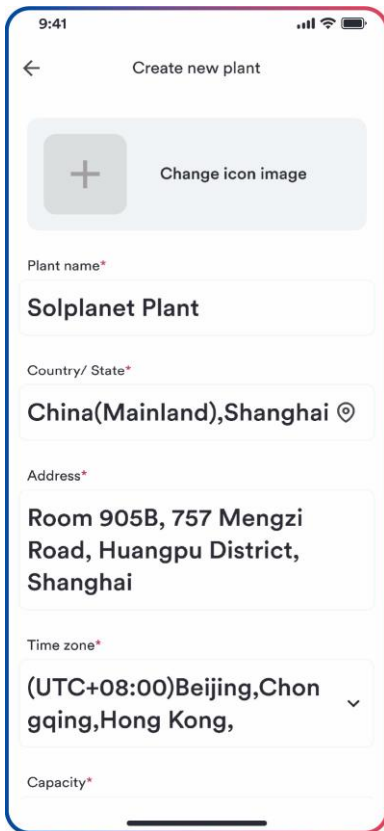 9:41
Create new plant
Change icon image
Plant name*
Solplanet Plant
Country/ State*
China(Mainland),Shanghai
Address*
Room 905B, 757 Mengzi
Road, Huangpu District,
Shanghai
Time zone*
(UTC+08:00)Beijing,Chon
gqing,Hong Kong,
Capacity*